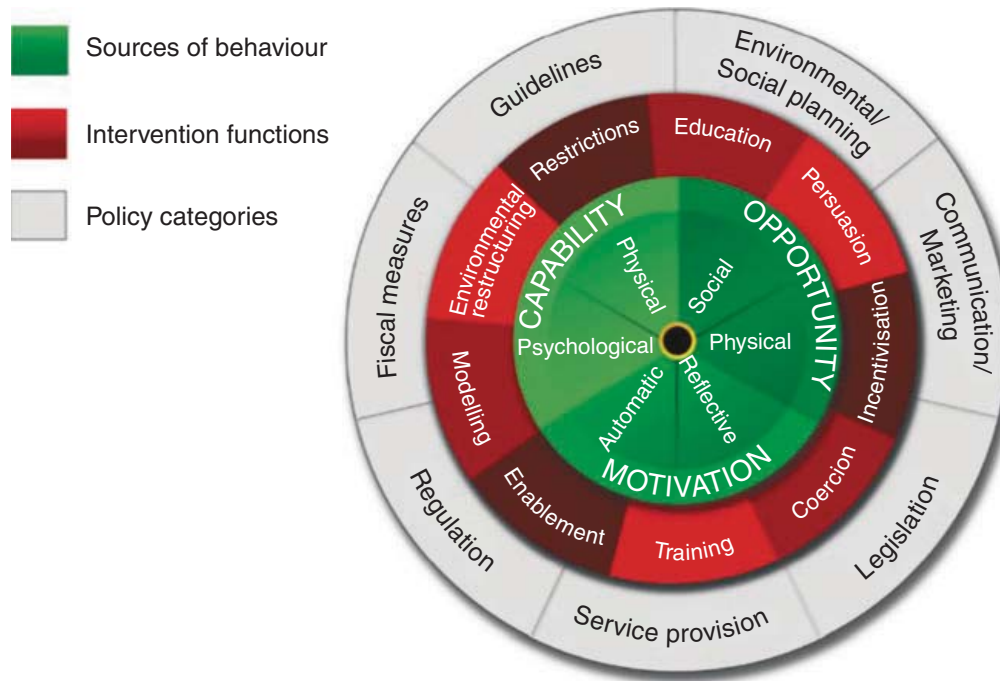 Sources of behaviour
Intervention functions
Policy categories
Guidelines
Environmental/
Social planning
Communication/
Marketing
Legislation
Service provision
Regulation
Fiscal measures
Restrictions
Education
Persuasion
Incentivisation
Coercion
Training
Enablement
Modelling
Environmental
restructuring
CAPABILITY
OPPORTUNITY
MOTIVATION
Physical
Social
Psychological
Physical
Automatic
Reflective